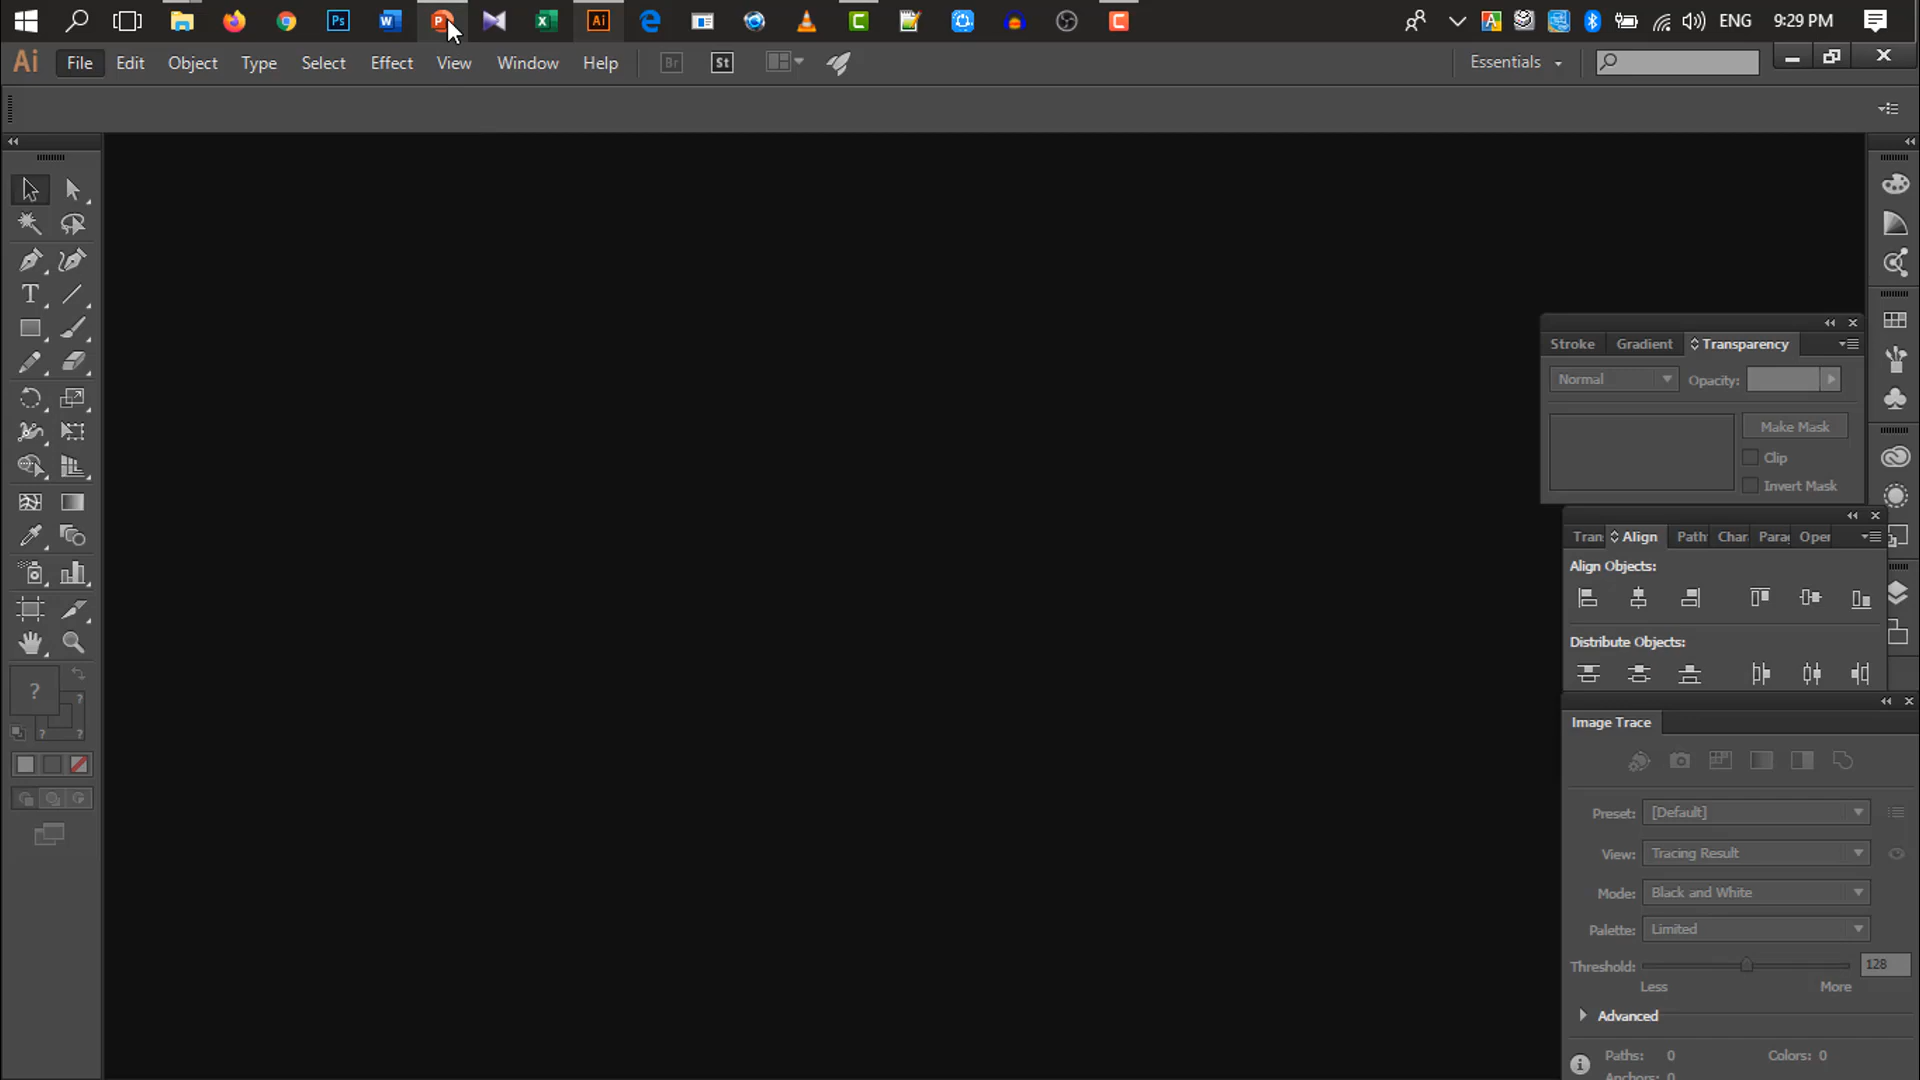 ENG 9:29 PM
Ai File Edit Object Type Select Effect View Window Help Br St Essentials
Stroke Gradient Transparency
Normal Opacity:
Make Mask
Clip
Invert Mask
Tran Align Path Char Para Oper
Align Objects:
Distribute Objects:
Image Trace
Preset: [Default]
View: Tracing Result
Mode: Black and White
Palette: Limited
Threshold: 128
Less More
Advanced
Paths: 0 Colors: 0
Anchors: 0